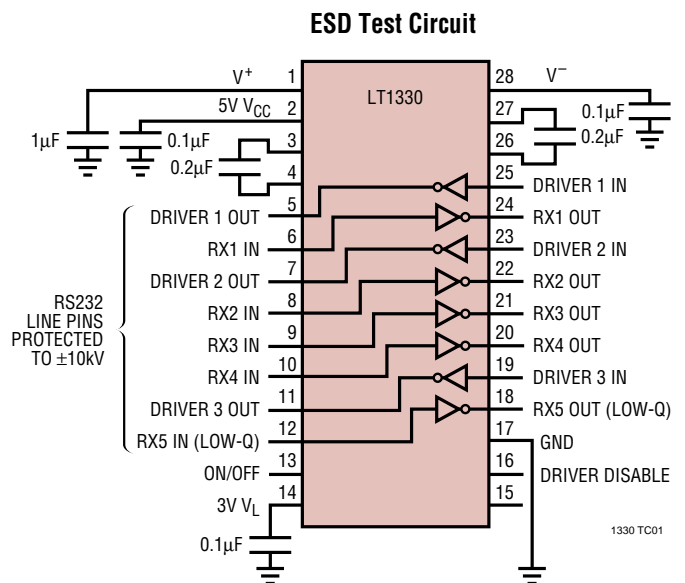 ESD Test Circuit
LT1330
V+ 1
5V VCC 2
3
4
1µF
0.1µF
0.2µF
DRIVER 1 OUT 5
RX1 IN 6
DRIVER 2 OUT 7
RX2 IN 8
RX3 IN 9
RX4 IN 10
DRIVER 3 OUT 11
RX5 IN (LOW-Q) 12
ON/OFF 13
3V VL 14
0.1µF
RS232
LINE PINS
PROTECTED
TO ±10kV
28 V−
27
26
0.1µF
0.2µF
25 DRIVER 1 IN
24 RX1 OUT
23 DRIVER 2 IN
22 RX2 OUT
21 RX3 OUT
20 RX4 OUT
19 DRIVER 3 IN
18 RX5 OUT (LOW-Q)
17 GND
16 DRIVER DISABLE
15
1330 TC01